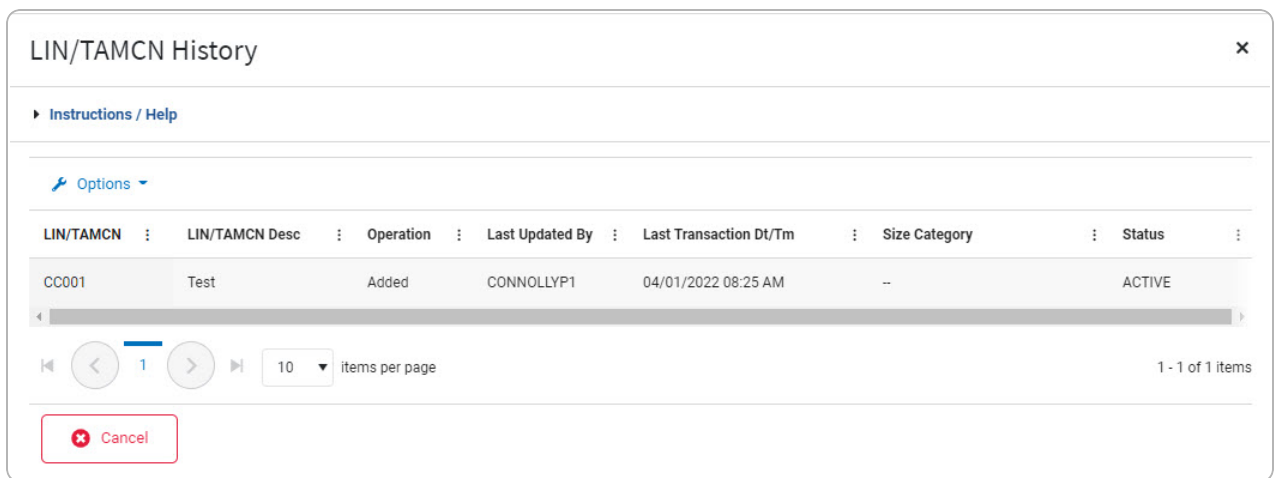 LIN/TAMCN History
Instructions / Help
Options
LIN/TAMCN LIN/TAMCN Desc Operation Last Updated By Last Transaction Dt/Tm Size Category Status
CC001 Test Added CONNOLLYP1 04/01/2022 08:25 AM -- ACTIVE
1 10 items per page 1 - 1 of 1 items
Cancel